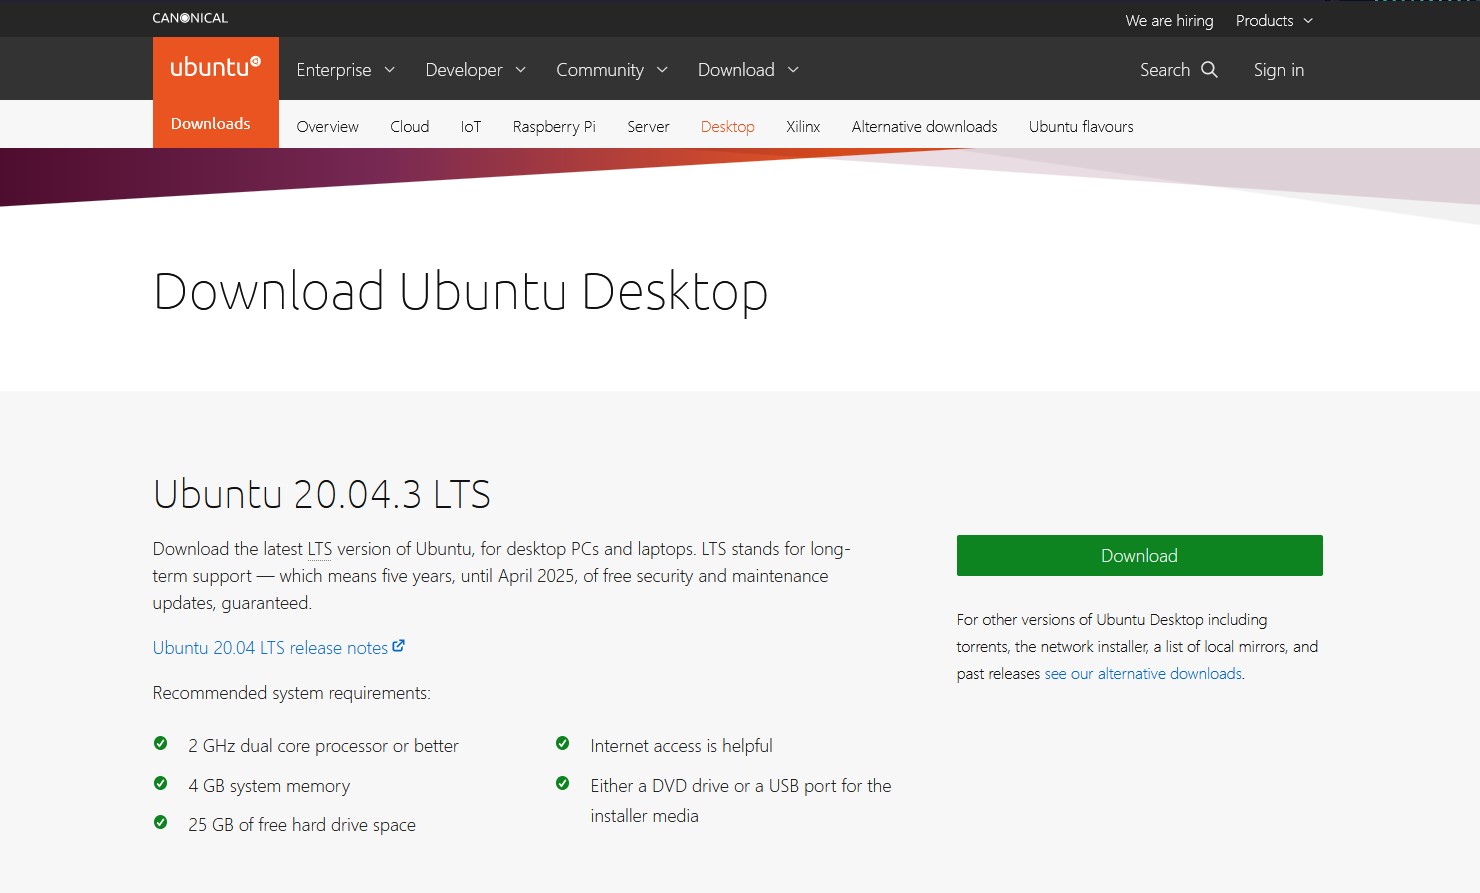 CANONICAL
We are hiring Products
ubuntu
Enterprise Developer Community Download Search Sign in
Downloads
Overview Cloud IoT Raspberry Pi Server Desktop Xilinx Alternative downloads Ubuntu flavours
Download Ubuntu Desktop
Ubuntu 20.04.3 LTS
Download the latest LTS version of Ubuntu, for desktop PCs and laptops. LTS stands for long-
term support — which means five years, until April 2025, of free security and maintenance
updates, guaranteed.
Ubuntu 20.04 LTS release notes
Recommended system requirements:
2 GHz dual core processor or better
4 GB system memory
25 GB of free hard drive space
Internet access is helpful
Either a DVD drive or a USB port for the
installer media
Download
For other versions of Ubuntu Desktop including
torrents, the network installer, a list of local mirrors, and
past releases see our alternative downloads.